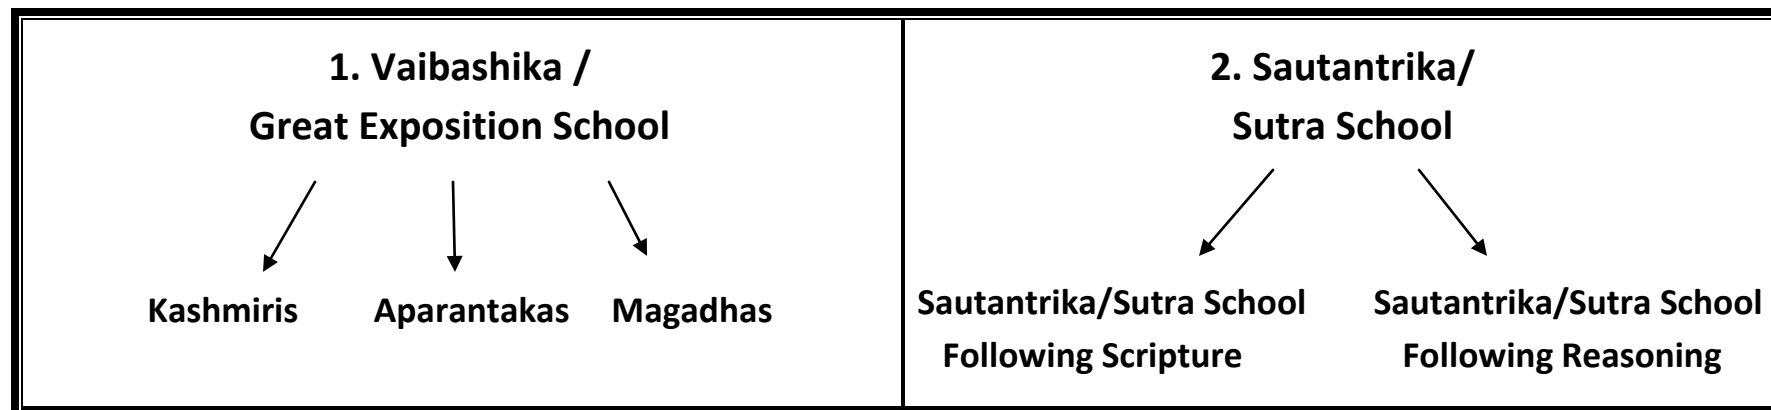 1. Vaibashika /
Great Exposition School
Kashmiris Aparantakas Magadhas
2. Sautantrika/
Sutra School
Sautantrika/Sutra School
Following Scripture
Sautantrika/Sutra School
Following Reasoning